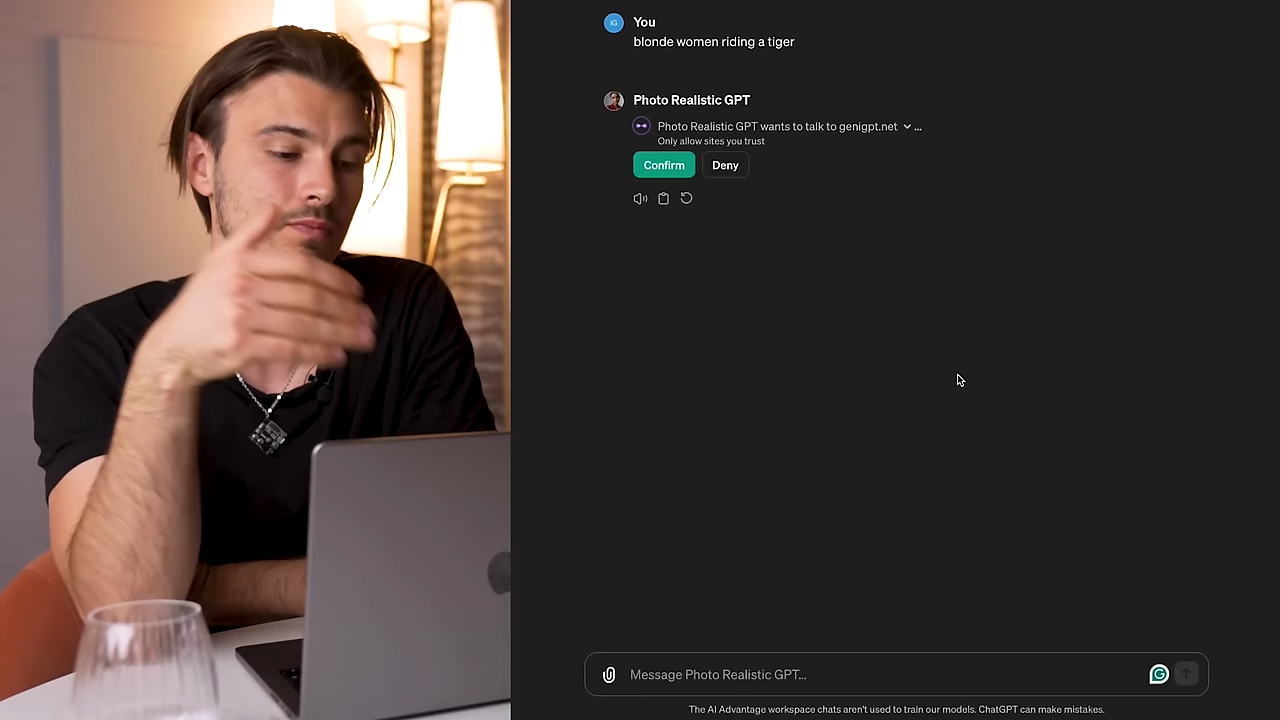 IG
You
blonde women riding a tiger
Photo Realistic GPT
Photo Realistic GPT wants to talk to genigpt.net
...
Only allow sites you trust
Confirm
Deny
Message Photo Realistic GPT...
The AI Advantage workspace chats aren't used to train our models. ChatGPT can make mistakes.